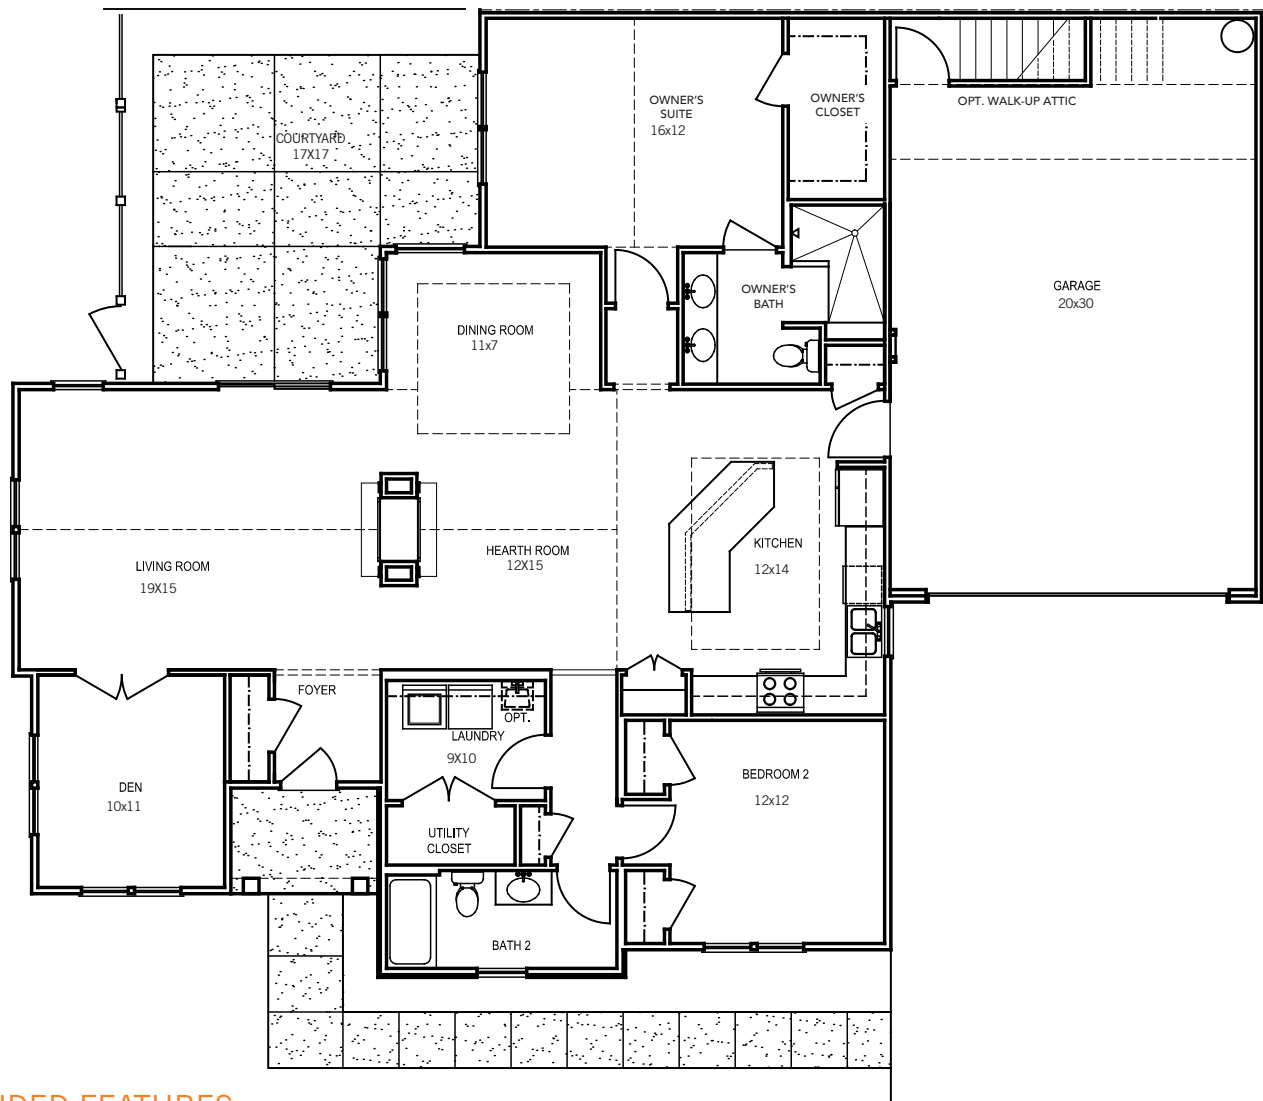 OWNER'S
SUITE
16x12
OWNER'S
CLOSET
OPT. WALK-UP ATTIC
COURTYARD
17X17
OWNER'S
BATH
GARAGE
20x30
DINING ROOM
11x7
LIVING ROOM
19X15
HEARTH ROOM
12X15
KITCHEN
12x14
FOYER
OPT.
LAUNDRY
9X10
DEN
10x11
BEDROOM 2
12x12
UTILITY
CLOSET
BATH 2
FEATURES